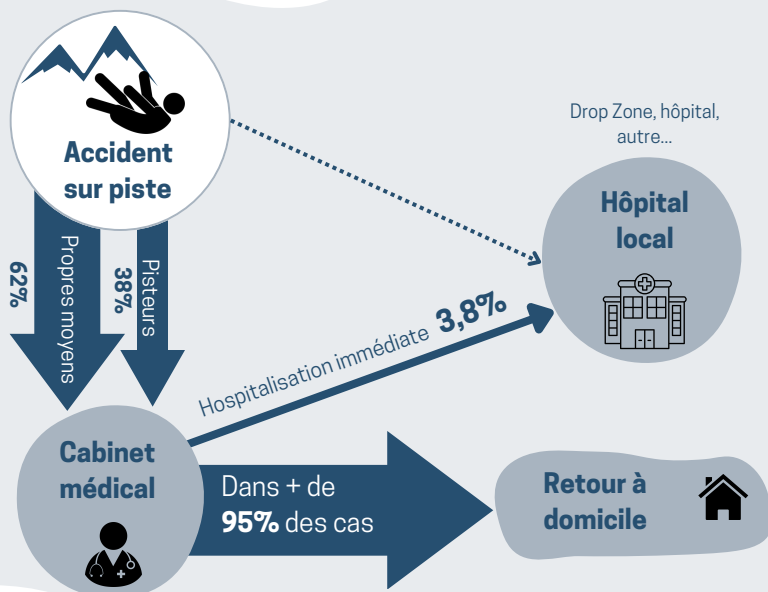 Accident
sur piste
Drop Zone, hôpital,
autre...
Hôpital
local
62%
Propres moyens
38%
Pisteurs
Hospitalisation immédiate 3,8%
Cabinet
médical
Dans + de
95% des cas
Retour à
domicile